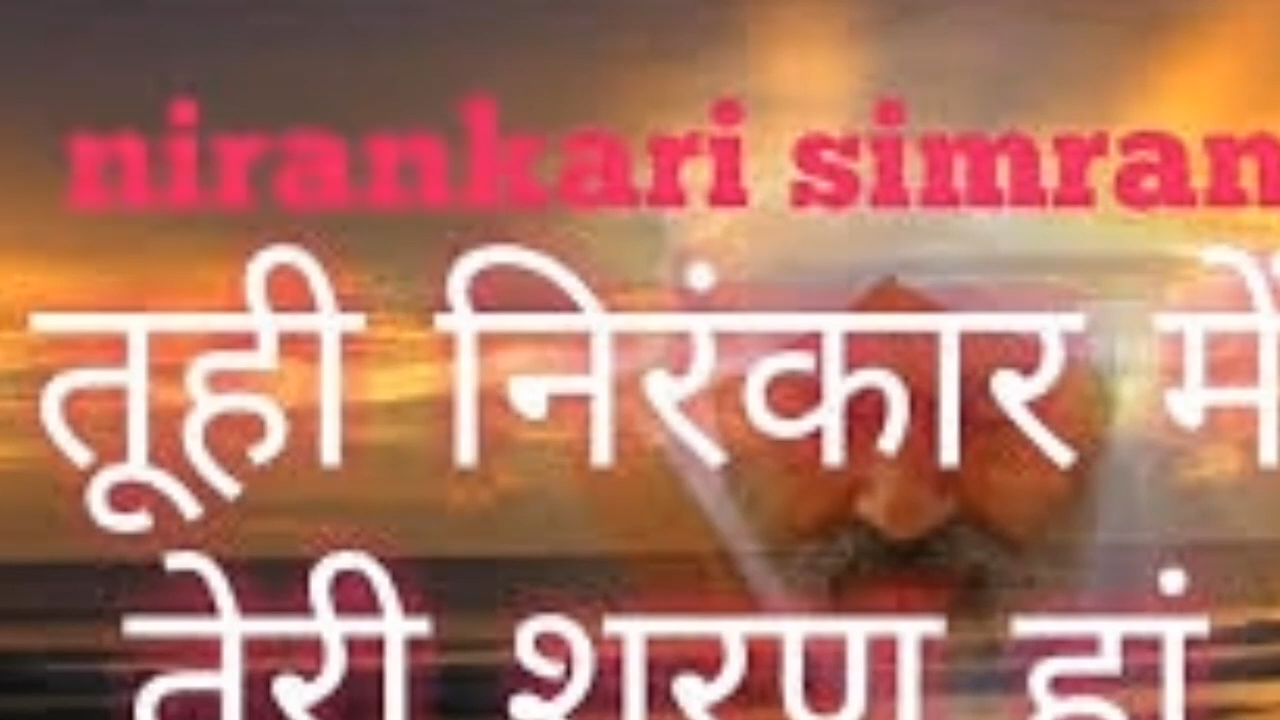 nirankari simran
तूही निरंकार में
तेरी शरण हां